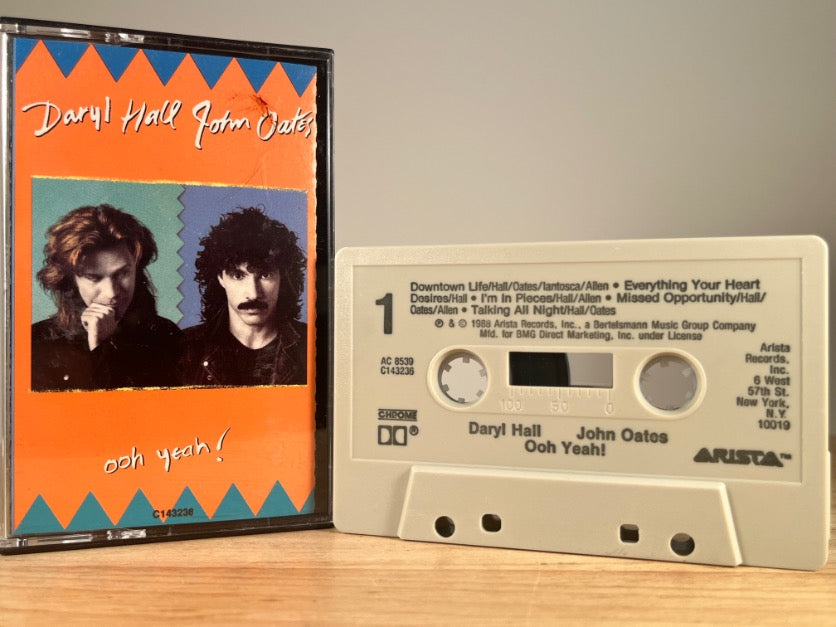 Daryl Hall John Oates
ooh yeah!
C143236
1
Downtown Life/Hall/Oates/Iantosca/Allen • Everything Your Heart
Desires/Hall • I'm In Pieces/Hall/Allen • Missed Opportunity/Hall/
Oates/Allen • Talking All Night/Hall/Oates
℗ & © 1988 Arista Records, Inc., a Bertelsmann Music Group Company
Mfd. for BMG Direct Marketing, Inc. under License
AC 8539
C143236
Arista
Records,
Inc.
6 West
57th St.
New York,
N.Y.
10019
100 50 0
CHROME
Daryl Hall John Oates
Ooh Yeah!
ARISTA™